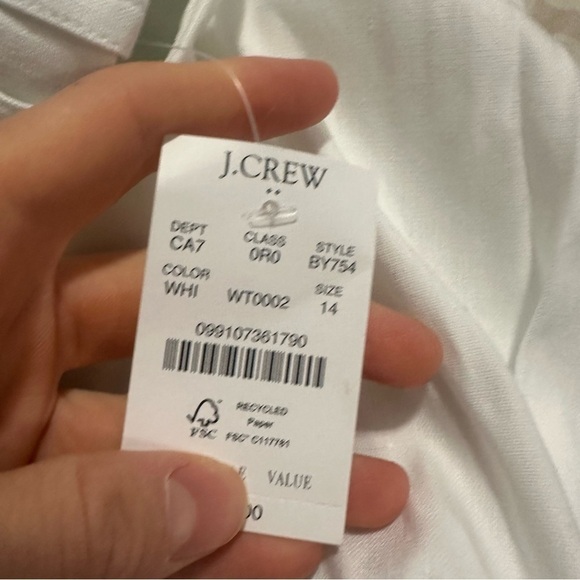 J.CREW
DEPT CLASS STYLE
CA7 0R0 BY754
COLOR SIZE
WHI WT0002 14
099107361790
RECYCLED
Paper
FSC FSC® C117781
VALUE